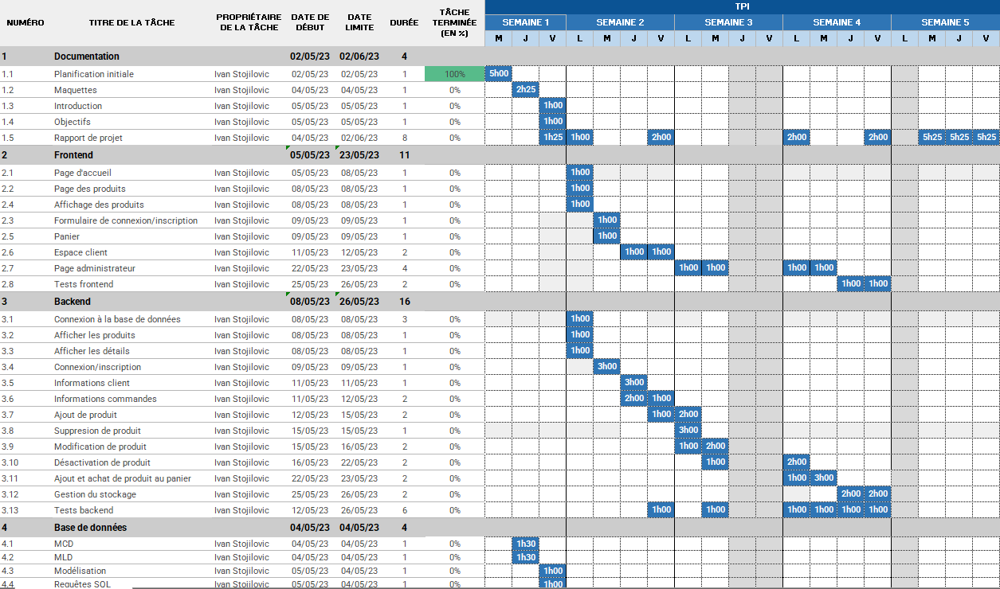 TPI
NUMÉRO TITRE DE LA TÂCHE PROPRIÉTAIRE DE LA TÂCHE DATE DE DÉBUT DATE LIMITE DURÉE TÂCHE TERMINÉE (EN %) SEMAINE 1 SEMAINE 2 SEMAINE 3 SEMAINE 4 SEMAINE 5
M J V L M J V L M J V L M J V L M J V
1 Documentation 02/05/23 02/06/23 4
1.1 Planification initiale Ivan Stojilovic 02/05/23 02/05/23 1 100% 5h00
1.2 Maquettes Ivan Stojilovic 04/05/23 04/05/23 1 0% 2h25
1.3 Introduction Ivan Stojilovic 05/05/23 05/05/23 1 0% 1h00
1.4 Objectifs Ivan Stojilovic 05/05/23 05/05/23 1 0% 1h00
1.5 Rapport de projet Ivan Stojilovic 04/05/23 02/06/23 8 0% 1h25 1h00 2h00 2h00 2h00 5h25 5h25 5h25
2 Frontend 05/05/23 23/05/23 11
2.1 Page d'accueil Ivan Stojilovic 05/05/23 08/05/23 1 0% 1h00
2.2 Page des produits Ivan Stojilovic 08/05/23 08/05/23 1 0% 1h00
2.4 Affichage des produits Ivan Stojilovic 08/05/23 08/05/23 1 0% 1h00
2.3 Formulaire de connexion/inscription Ivan Stojilovic 09/05/23 09/05/23 1 0% 1h00
2.5 Panier Ivan Stojilovic 09/05/23 09/05/23 1 0% 1h00
2.6 Espace client Ivan Stojilovic 11/05/23 12/05/23 2 0% 1h00 1h00
2.7 Page administrateur Ivan Stojilovic 22/05/23 23/05/23 4 0% 1h00 1h00 1h00 1h00
2.8 Tests frontend Ivan Stojilovic 25/05/23 26/05/23 2 0% 1h00 1h00
3 Backend 08/05/23 26/05/23 16
3.1 Connexion à la base de données Ivan Stojilovic 08/05/23 08/05/23 3 0% 1h00
3.2 Afficher les produits Ivan Stojilovic 08/05/23 08/05/23 1 0% 1h00
3.3 Afficher les détails Ivan Stojilovic 08/05/23 08/05/23 1 0% 1h00
3.4 Connexion/inscription Ivan Stojilovic 09/05/23 09/05/23 1 0% 3h00
3.5 Informations client Ivan Stojilovic 11/05/23 11/05/23 1 0% 3h00
3.6 Informations commandes Ivan Stojilovic 11/05/23 12/05/23 2 0% 2h00 1h00
3.7 Ajout de produit Ivan Stojilovic 12/05/23 15/05/23 2 0% 1h00 2h00
3.8 Suppresion de produit Ivan Stojilovic 15/05/23 15/05/23 1 0% 3h00
3.9 Modification de produit Ivan Stojilovic 15/05/23 16/05/23 2 0% 1h00 2h00
3.10 Désactivation de produit Ivan Stojilovic 16/05/23 22/05/23 2 0% 1h00 2h00
3.11 Ajout et achat de produit au panier Ivan Stojilovic 22/05/23 23/05/23 2 0% 1h00 3h00
3.12 Gestion du stockage Ivan Stojilovic 25/05/23 26/05/23 2 0% 2h00 2h00
3.13 Tests backend Ivan Stojilovic 12/05/23 26/05/23 6 0% 1h00 1h00 1h00 1h00 1h00 1h00
4 Base de données 04/05/23 04/05/23 4
4.1 MCD Ivan Stojilovic 04/05/23 04/05/23 1 0% 1h30
4.2 MLD Ivan Stojilovic 04/05/23 04/05/23 1 0% 1h30
4.3 Modélisation Ivan Stojilovic 05/05/23 04/05/23 1 0% 1h00
4.4 Requêtes SQL Ivan Stojilovic 05/05/23 04/05/23 1 0% 1h00